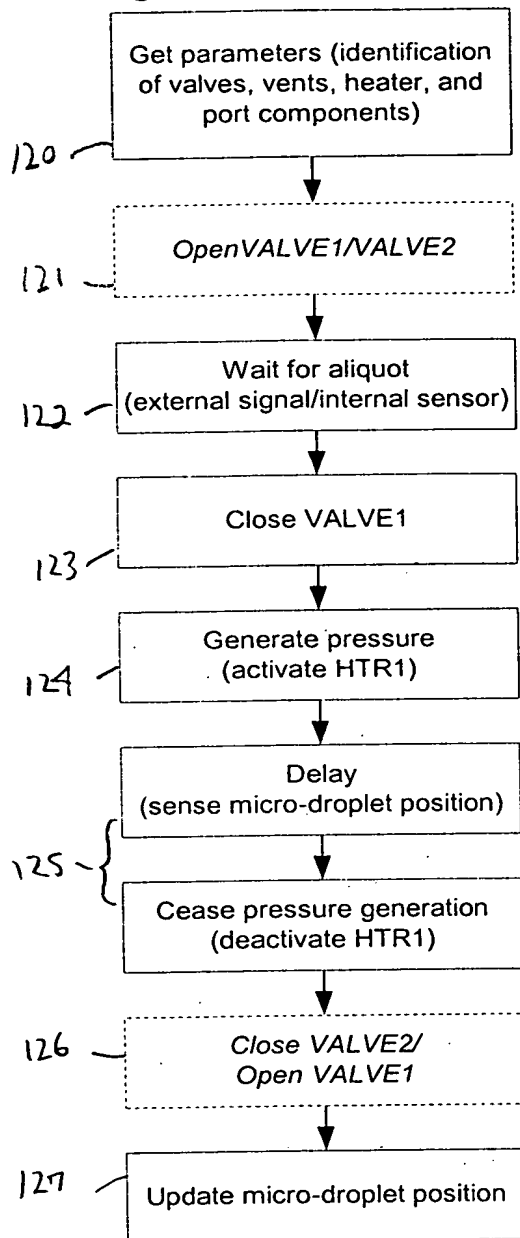 Get parameters (identification
of valves, vents, heater, and
port components)
120
OpenVALVE1/VALVE2
121
Wait for aliquot
(external signal/internal sensor)
122
Close VALVE1
123
Generate pressure
(activate HTR1)
124
Delay
(sense micro-droplet position)
125
Cease pressure generation
(deactivate HTR1)
126
Close VALVE2/
Open VALVE1
127
Update micro-droplet position